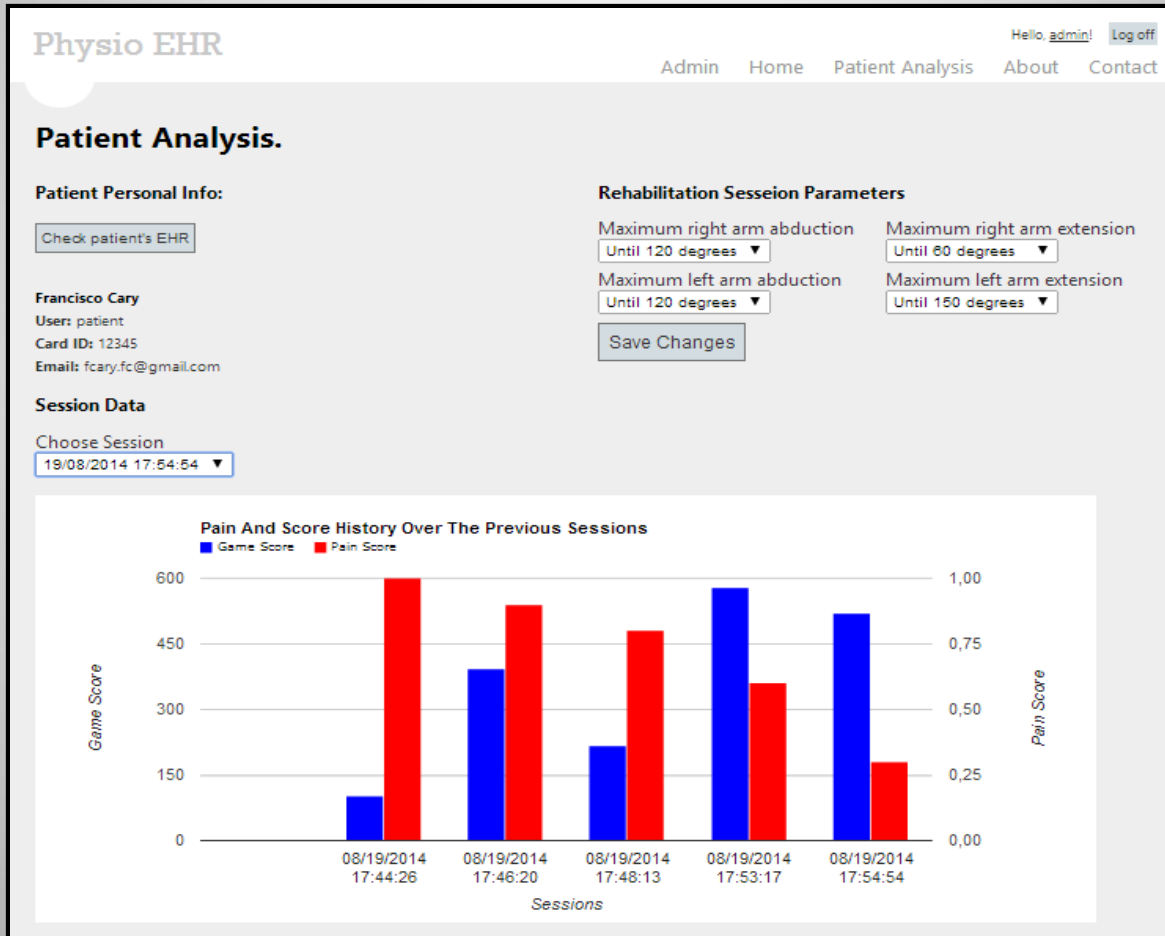 Physio EHR
Hello, admin! Log off
Admin Home Patient Analysis About Contact
Patient Analysis.
Patient Personal Info:
Check patient's EHR
Francisco Cary
User: patient
Card ID: 12345
Email: fcary.fc@gmail.com
Rehabilitation Sesseion Parameters
Maximum right arm abduction Maximum right arm extension
Until 120 degrees ▼ Until 60 degrees ▼
Maximum left arm abduction Maximum left arm extension
Until 120 degrees ▼ Until 150 degrees ▼
Save Changes
Session Data
Choose Session
19/08/2014 17:54:54 ▼
Pain And Score History Over The Previous Sessions
Game Score Pain Score
600 1,00
450 0,75
300 0,50
150 0,25
0 0,00
Game Score
Pain Score
08/19/2014 08/19/2014 08/19/2014 08/19/2014 08/19/2014
17:44:26 17:46:20 17:48:13 17:53:17 17:54:54
Sessions